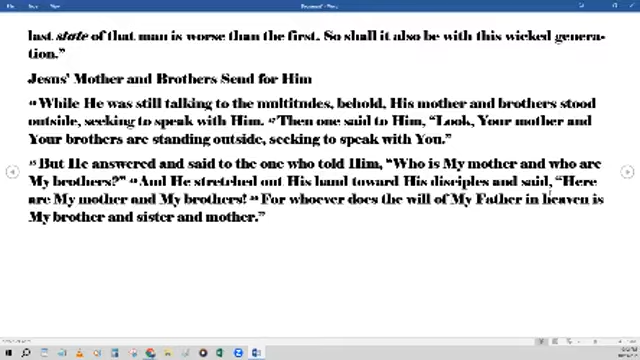 last state of that man is worse than the first. So shall it also be with this wicked genera-
tion.”
Jesus’ Mother and Brothers Send for Him
46 While He was still talking to the multitudes, behold, His mother and brothers stood
outside, seeking to speak with Him. 47 Then one said to Him, “Look, Your mother and
Your brothers are standing outside, seeking to speak with You.”
But He answered and said to the one who told Him, “Who is My mother and who are
My brothers?” 49 And He stretched out His hand toward His disciples and said, “Here
are My mother and My brothers! For whoever does the will of My Father in heaven is
My brother and sister and mother.”